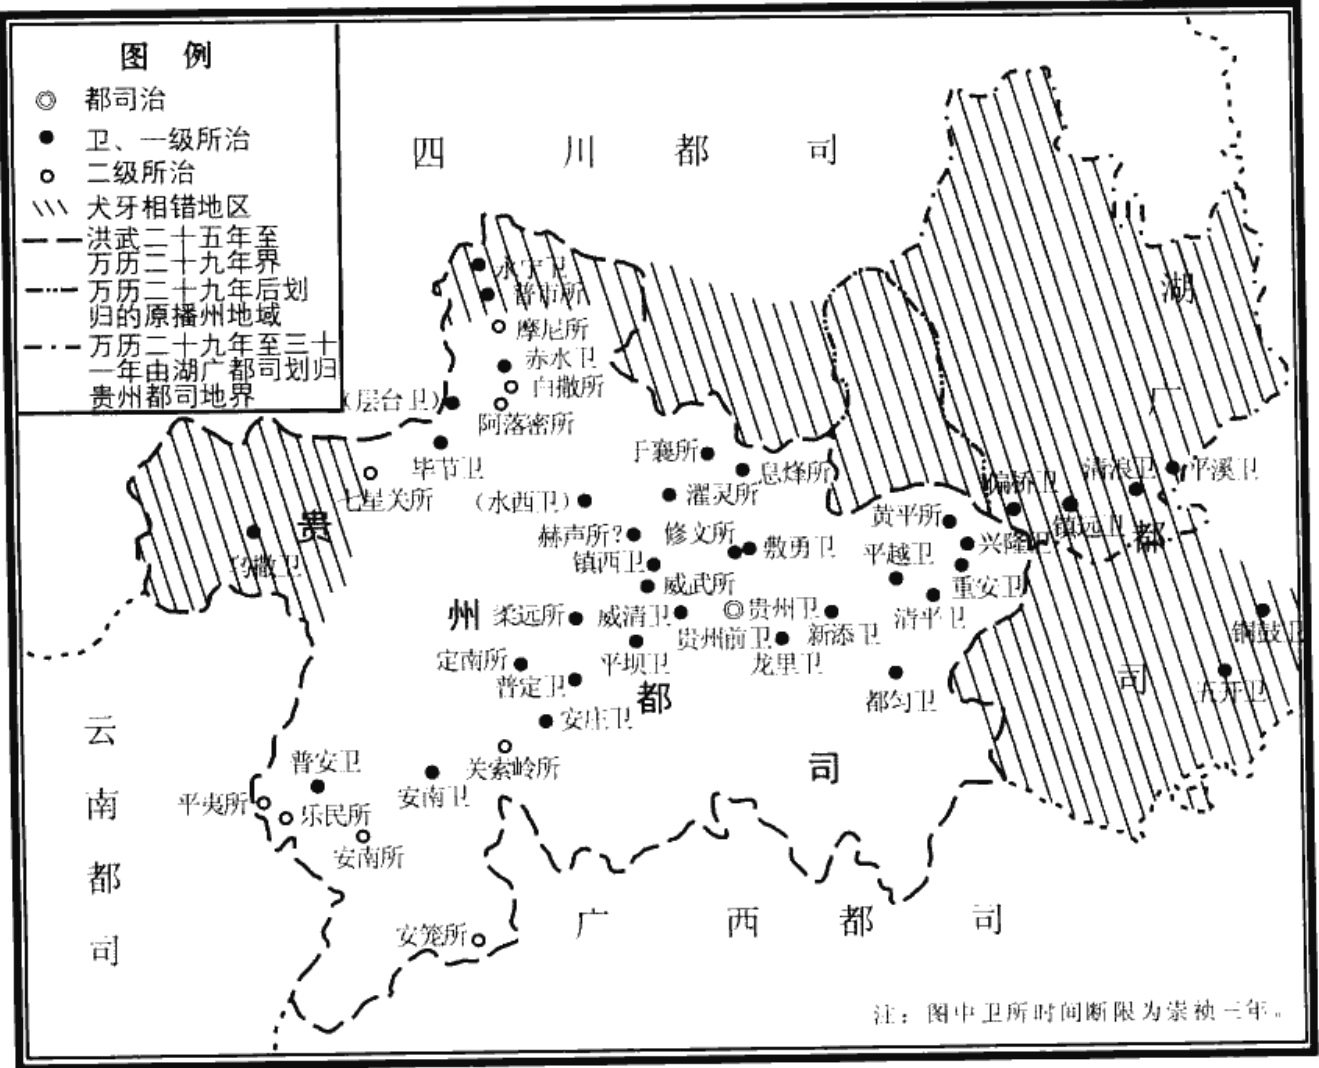 图 例
都司治
卫、一级所治
二级所治
犬牙相错地区
洪武二十五年至
万历二十九年界
万历二十九年后划
归的原播州地域
万历二十九年至三十
一年由湖广都司划归
贵州都司地界
四 川 都 司
永宁卫
普市所
摩尼所
赤水卫
白撒所
(层台卫)
阿落密所
毕节卫
七星关所
于襄所
息烽所
(水西卫)
濯灵所
赫声所?
修文所
敷勇卫
镇西卫
威武所
黄平所
平越卫
兴隆卫
重安卫
清平卫
偏桥卫
镇远卫
清浪卫
平溪卫
撒卫
柔远所
威清卫
贵州卫
贵州前卫
新添卫
定南所
普定卫
平坝卫
龙里卫
都匀卫
安庄卫
关索岭所
普安卫
安南卫
平夷所
乐民所
安南所
安笼所
铜鼓卫
五开卫
贵 州 都 司
湖 广 都 司
云 南 都 司
广 西 都 司
注：图中卫所时间断限为崇祯三年。